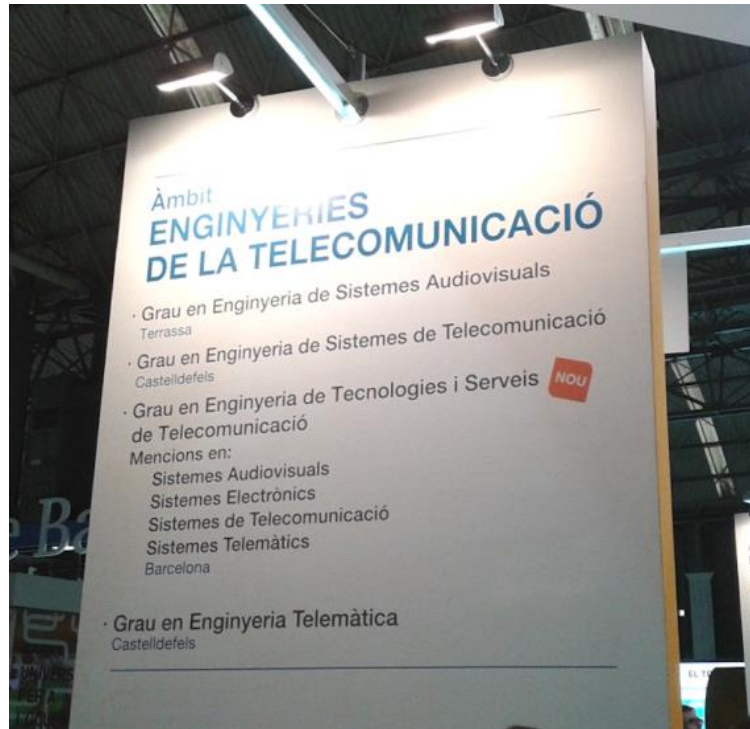 Àmbit
ENGINYERIES
DE LA TELECOMUNICACIÓ
· Grau en Enginyeria de Sistemes Audiovisuals
Terrassa
· Grau en Enginyeria de Sistemes de Telecomunicació
Castelldefels
· Grau en Enginyeria de Tecnologies i Serveis NOU
de Telecomunicació
Mencions en:
Sistemes Audiovisuals
Sistemes Electrònics
Sistemes de Telecomunicació
Sistemes Telemàtics
Barcelona
· Grau en Enginyeria Telemàtica
Castelldefels